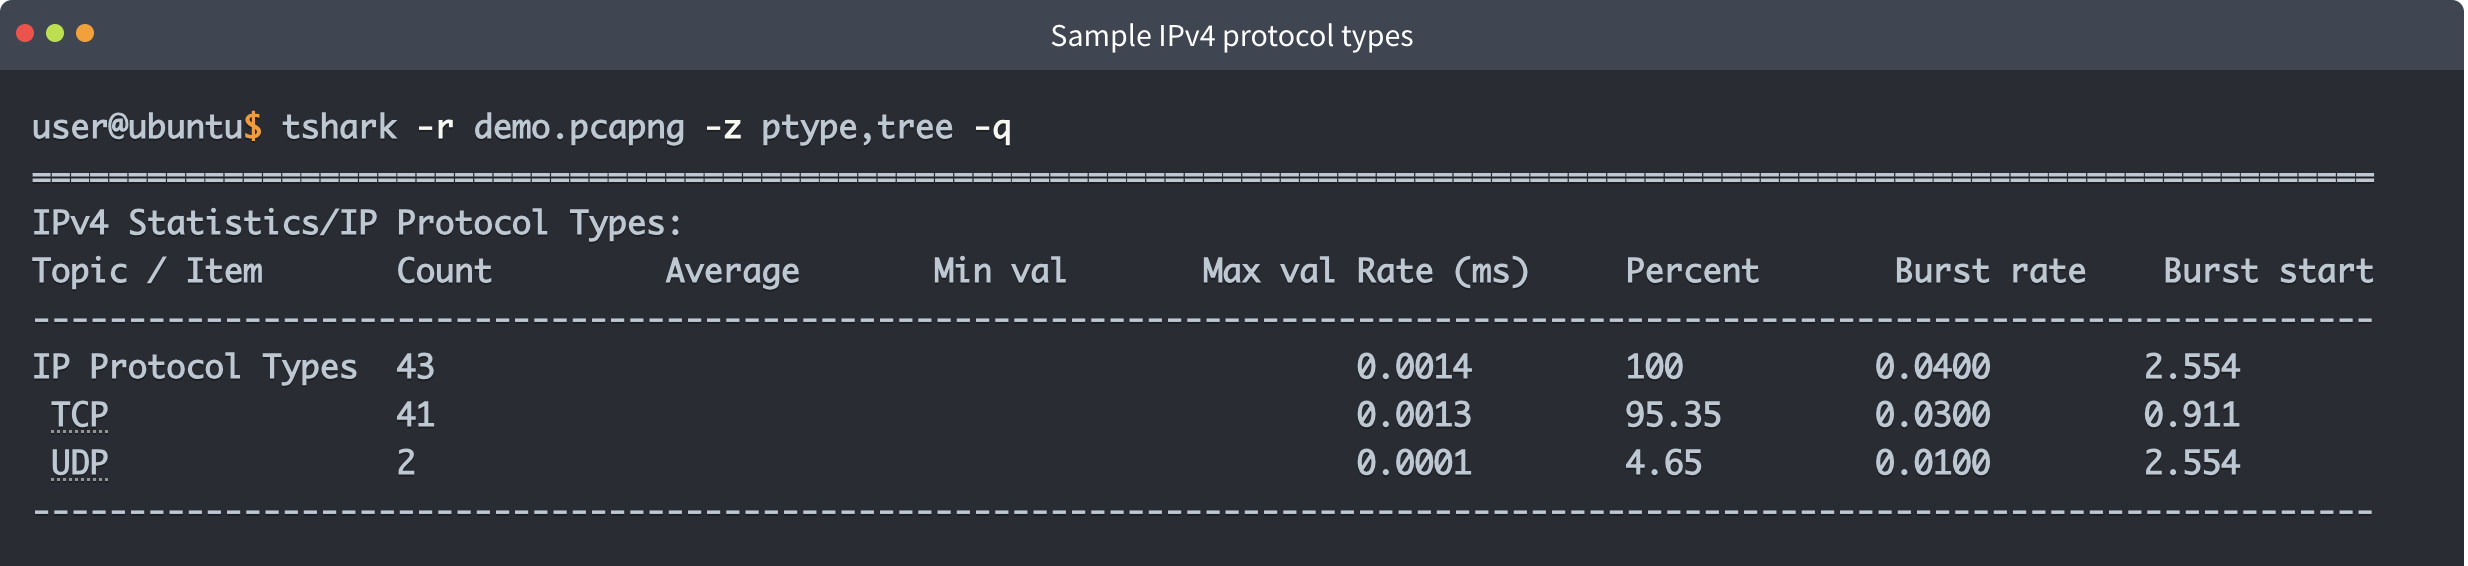 Sample IPv4 protocol types
user@ubuntu$ tshark -r demo.pcapng -z ptype,tree -q
==========================================================================================================================
IPv4 Statistics/IP Protocol Types:
Topic / Item       Count         Average       Min val       Max val Rate (ms)     Percent       Burst rate    Burst start
--------------------------------------------------------------------------------------------------------------------------
IP Protocol Types  43                                                0.0014        100          0.0400        2.554
 TCP               41                                                0.0013        95.35        0.0300        0.911
 UDP               2                                                 0.0001        4.65         0.0100        2.554
--------------------------------------------------------------------------------------------------------------------------